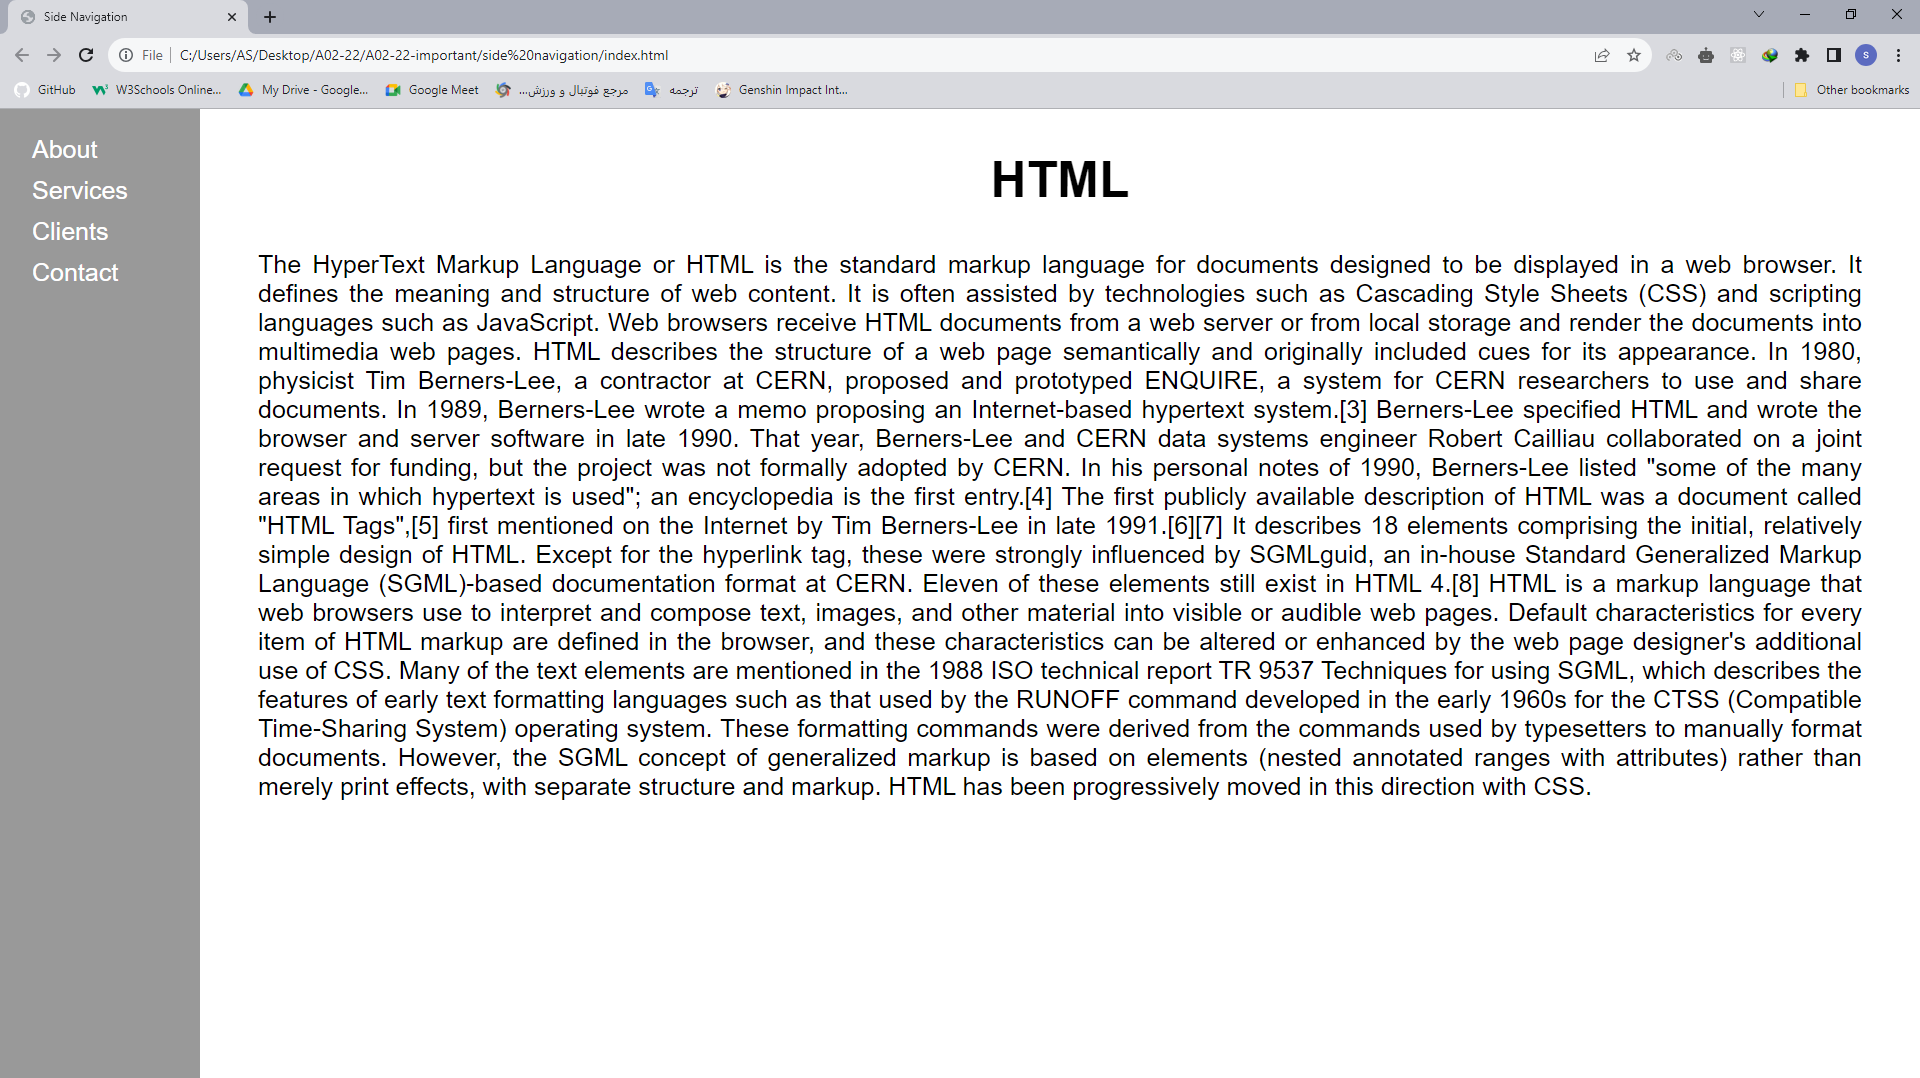 Side Navigation
File C:/Users/AS/Desktop/A02-22/A02-22-important/side%20navigation/index.html
S
GitHub W3Schools Online... My Drive - Google... Google Meet مرجع فوتبال و ورزش... ترجمه Genshin Impact Int... Other bookmarks
About
Services
Clients
Contact
HTML
The HyperText Markup Language or HTML is the standard markup language for documents designed to be displayed in a web browser. It
defines the meaning and structure of web content. It is often assisted by technologies such as Cascading Style Sheets (CSS) and scripting
languages such as JavaScript. Web browsers receive HTML documents from a web server or from local storage and render the documents into
multimedia web pages. HTML describes the structure of a web page semantically and originally included cues for its appearance. In 1980,
physicist Tim Berners-Lee, a contractor at CERN, proposed and prototyped ENQUIRE, a system for CERN researchers to use and share
documents. In 1989, Berners-Lee wrote a memo proposing an Internet-based hypertext system.[3] Berners-Lee specified HTML and wrote the
browser and server software in late 1990. That year, Berners-Lee and CERN data systems engineer Robert Cailliau collaborated on a joint
request for funding, but the project was not formally adopted by CERN. In his personal notes of 1990, Berners-Lee listed "some of the many
areas in which hypertext is used"; an encyclopedia is the first entry.[4] The first publicly available description of HTML was a document called
"HTML Tags",[5] first mentioned on the Internet by Tim Berners-Lee in late 1991.[6][7] It describes 18 elements comprising the initial, relatively
simple design of HTML. Except for the hyperlink tag, these were strongly influenced by SGMLguid, an in-house Standard Generalized Markup
Language (SGML)-based documentation format at CERN. Eleven of these elements still exist in HTML 4.[8] HTML is a markup language that
web browsers use to interpret and compose text, images, and other material into visible or audible web pages. Default characteristics for every
item of HTML markup are defined in the browser, and these characteristics can be altered or enhanced by the web page designer's additional
use of CSS. Many of the text elements are mentioned in the 1988 ISO technical report TR 9537 Techniques for using SGML, which describes the
features of early text formatting languages such as that used by the RUNOFF command developed in the early 1960s for the CTSS (Compatible
Time-Sharing System) operating system. These formatting commands were derived from the commands used by typesetters to manually format
documents. However, the SGML concept of generalized markup is based on elements (nested annotated ranges with attributes) rather than
merely print effects, with separate structure and markup. HTML has been progressively moved in this direction with CSS.